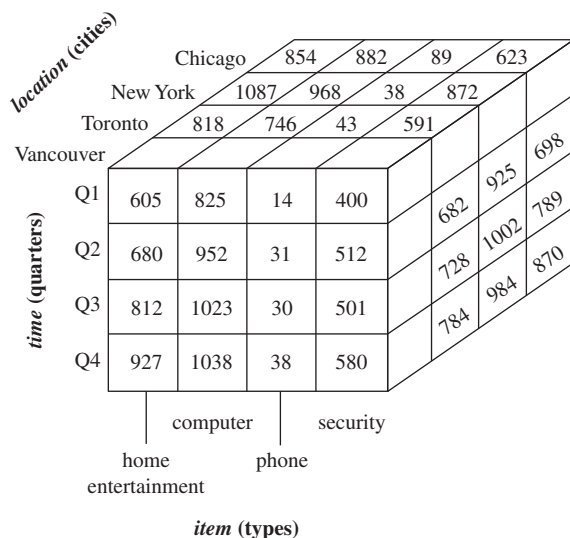 location (cities)
Chicago 854 882 89 623
New York 1087 968 38 872
Toronto 818 746 43 591
Vancouver
time (quarters)
Q1 605 825 14 400
Q2 680 952 31 512
Q3 812 1023 30 501
Q4 927 1038 38 580
682 925 698
728 1002 789
784 984 870
computer security
home phone
entertainment
item (types)